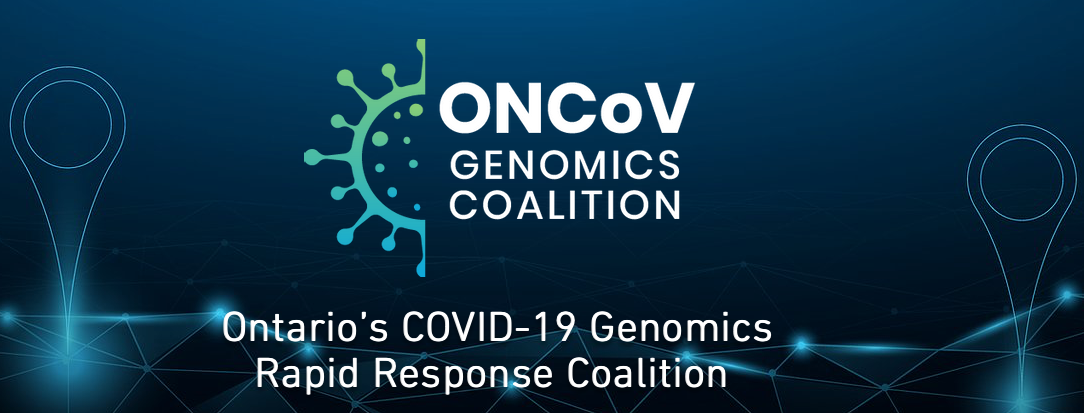 ONCoV
GENOMICS
COALITION
Ontario's COVID-19 Genomics
Rapid Response Coalition